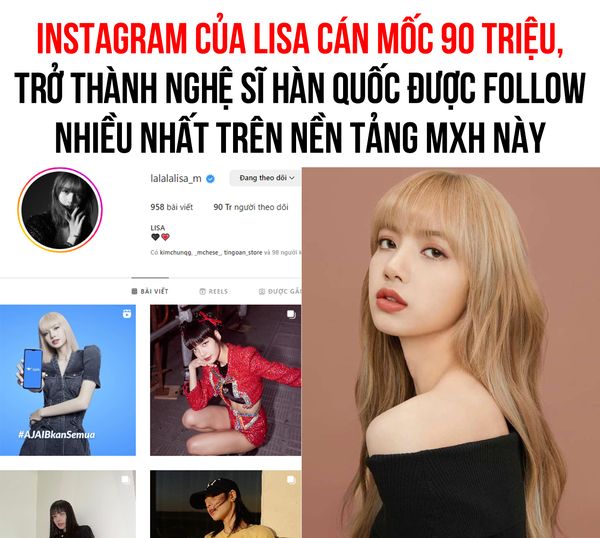 INSTAGRAM CỦA LISA CÁN MỐC 90 TRIỆU,
TRỞ THÀNH NGHỆ SĨ HÀN QUỐC ĐƯỢC FOLLOW
NHIỀU NHẤT TRÊN NỀN TẢNG MXH NÀY
lalalalisa_m Đang theo dõi
958 bài viết 90 Tr người theo dõi
LISA
Có kimchungg, _mchese_, tingoan_store và 98 người k
BÀI VIẾT REELS ĐƯỢC GẮ
#AJAIBkanSemua